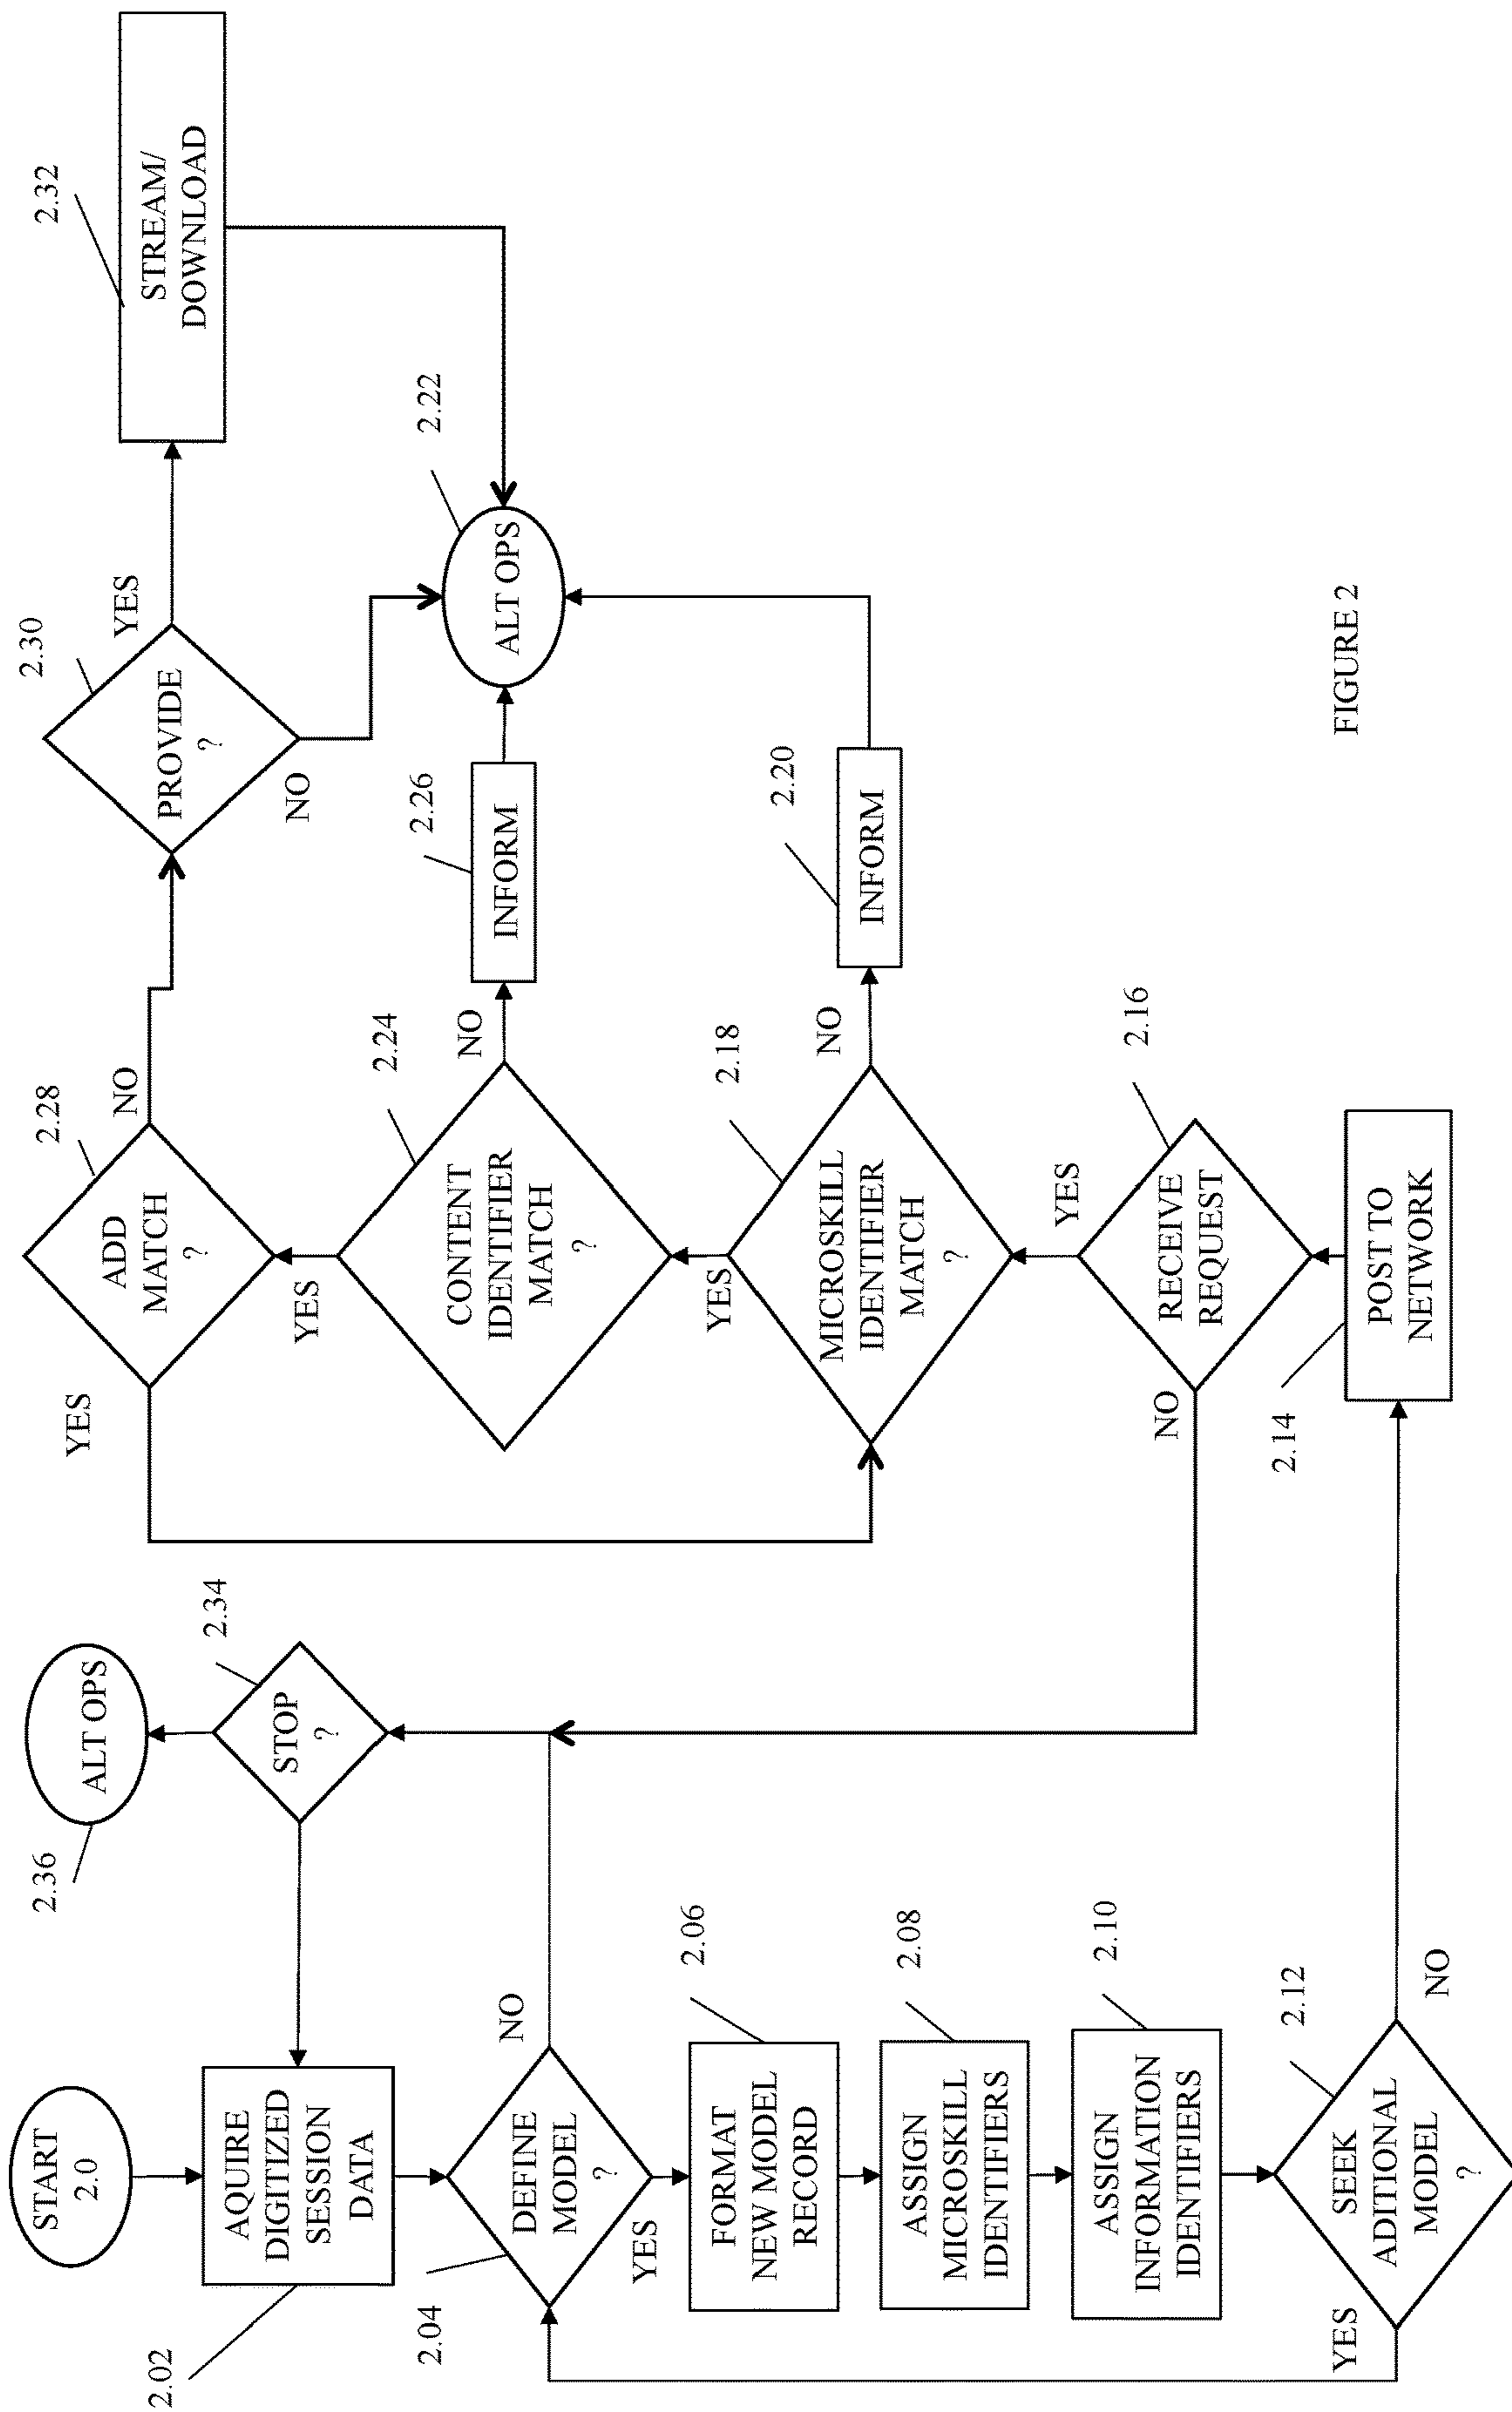 START
2.0
2.02
AQUIRE
DIGITIZED
SESSION
DATA
2.04
DEFINE
MODEL
?
NO
YES
2.06
FORMAT
NEW MODEL
RECORD
2.08
ASSIGN
MICROSKILL
IDENTIFIERS
2.10
ASSIGN
INFORMATION
IDENTIFIERS
2.12
SEEK
ADITIONAL
MODEL
?
YES
NO
2.36
ALT OPS
2.34
STOP
?
2.14
POST TO
NETWORK
2.16
RECEIVE
REQUEST
NO
YES
2.18
MICROSKILL
IDENTIFIER
MATCH
?
NO
YES
2.20
INFORM
2.24
CONTENT
IDENTIFIER
MATCH
?
NO
YES
2.26
INFORM
2.28
ADD
MATCH
?
YES
NO
2.30
PROVIDE
?
YES
NO
2.32
STREAM/
DOWNLOAD
2.22
ALT OPS
FIGURE 2